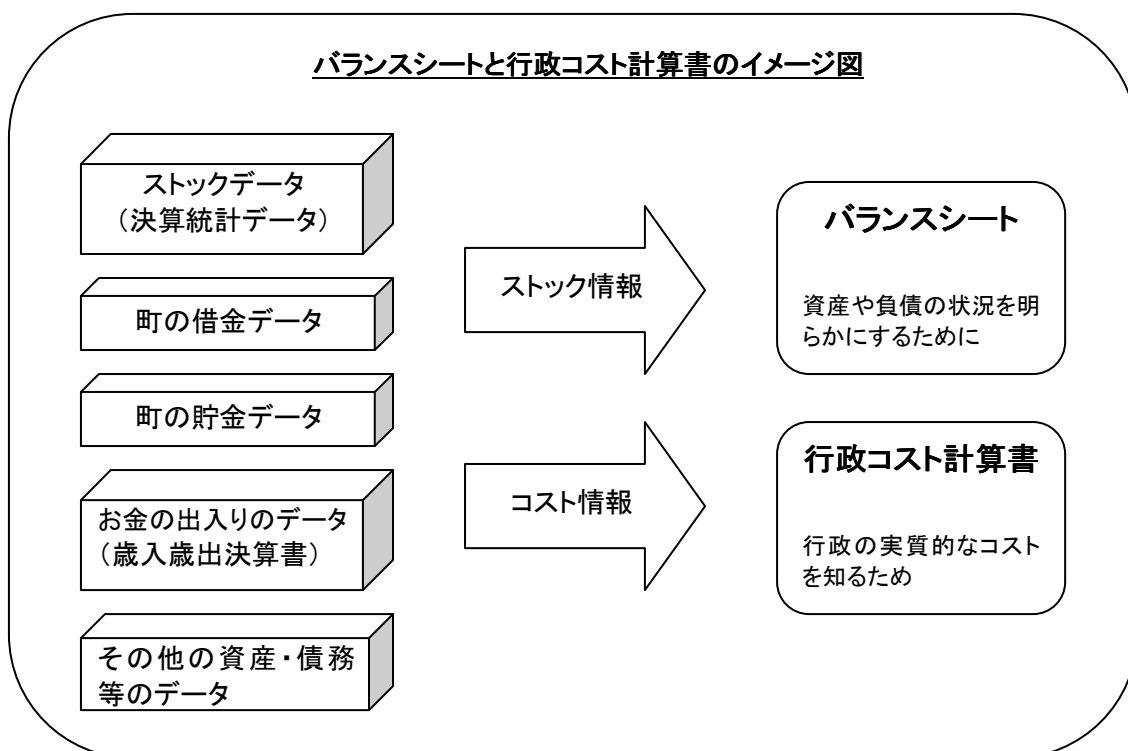 バランスシートと行政コスト計算書のイメージ図
ストックデータ
（決算統計データ）
町の借金データ
町の貯金データ
お金の出入りのデータ
（歳入歳出決算書）
その他の資産・債務
等のデータ
ストック情報
コスト情報
バランスシート
資産や負債の状況を明
らかにするために
行政コスト計算書
行政の実質的なコスト
を知るため